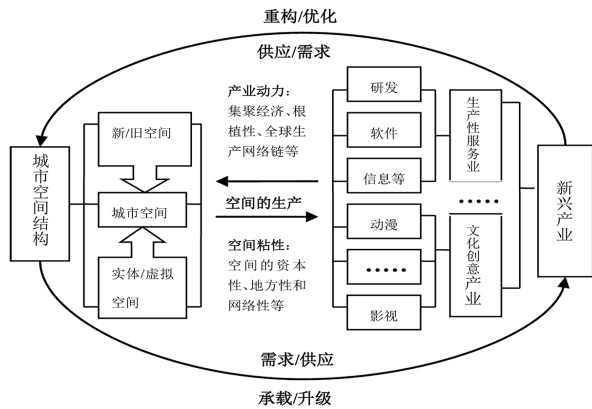 重构/优化
供应/需求
产业动力：
集聚经济、根
植性、全球生
产网络链等
空间的生产
空间粘性：
空间的资本
性、地方性和
网络性等
城市空间结构
新/旧空间
城市空间
实体/虚拟
空间
研发
软件
信息等
动漫
•••••
影视
生产性服务业
•••••
文化创意产业
新兴产业
需求/供应
承载/升级